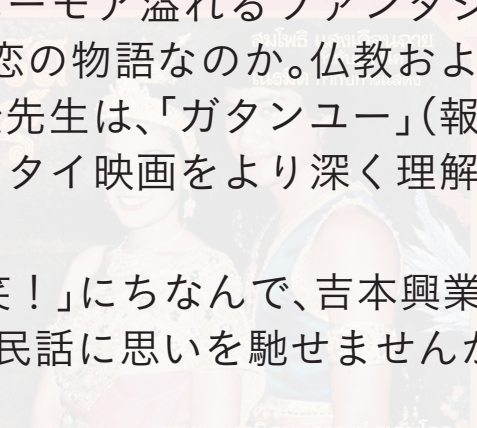 ーモア溢れるファンタジ
恋の物語なのか。仏教およ
先生は、「ガタンユー」(報
タイ映画をより深く理解
！」にちなんで、吉本興業
民話に思いを馳せませんか